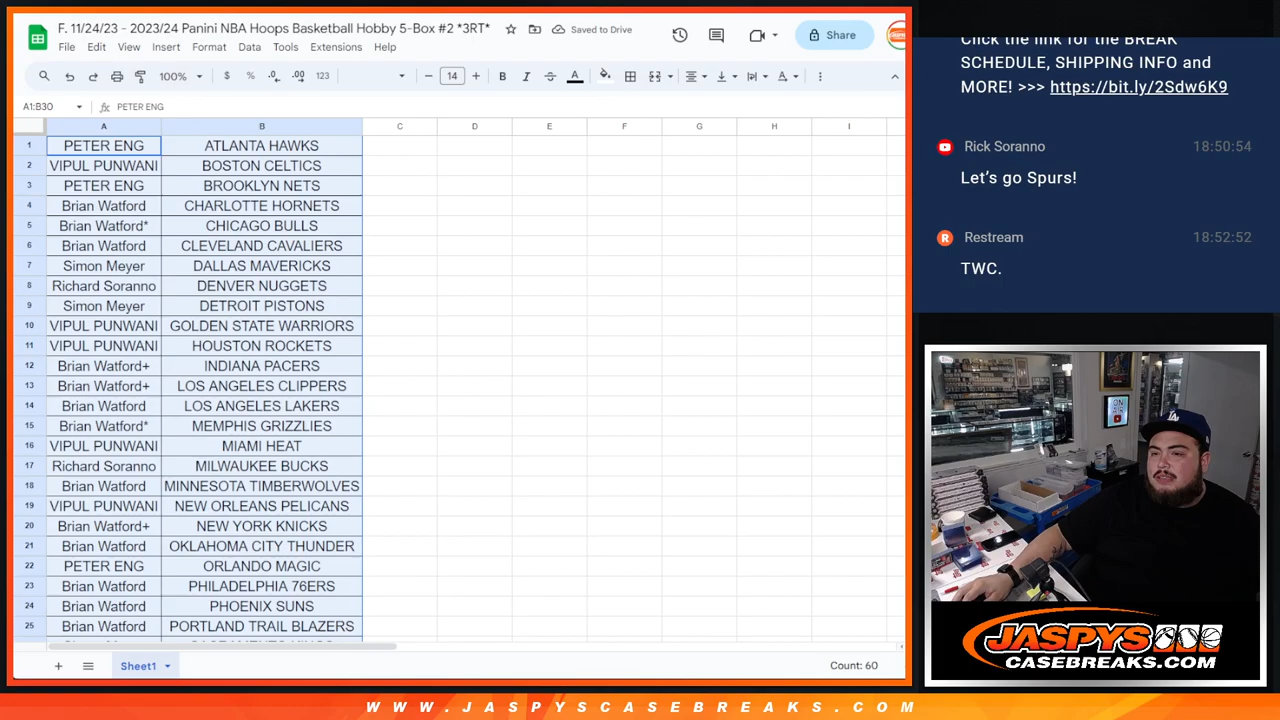 F. 11/24/23 - 2023/24 Panini NBA Hoops Basketball Hobby 5-Box #2 *3RT*
Saved to Drive
Share
File Edit View Insert Format Data Tools Extensions Help
100% $ % .0 .00 123 14 B I A
A1:B30 fx PETER ENG
A B C D E F G H I
1 PETER ENG ATLANTA HAWKS
2 VIPUL PUNWANI BOSTON CELTICS
3 PETER ENG BROOKLYN NETS
4 Brian Watford CHARLOTTE HORNETS
5 Brian Watford* CHICAGO BULLS
6 Brian Watford CLEVELAND CAVALIERS
7 Simon Meyer DALLAS MAVERICKS
8 Richard Soranno DENVER NUGGETS
9 Simon Meyer DETROIT PISTONS
10 VIPUL PUNWANI GOLDEN STATE WARRIORS
11 VIPUL PUNWANI HOUSTON ROCKETS
12 Brian Watford+ INDIANA PACERS
13 Brian Watford+ LOS ANGELES CLIPPERS
14 Brian Watford LOS ANGELES LAKERS
15 Brian Watford* MEMPHIS GRIZZLIES
16 VIPUL PUNWANI MIAMI HEAT
17 Richard Soranno MILWAUKEE BUCKS
18 Brian Watford MINNESOTA TIMBERWOLVES
19 VIPUL PUNWANI NEW ORLEANS PELICANS
20 Brian Watford+ NEW YORK KNICKS
21 Brian Watford OKLAHOMA CITY THUNDER
22 PETER ENG ORLANDO MAGIC
23 Brian Watford PHILADELPHIA 76ERS
24 Brian Watford PHOENIX SUNS
25 Brian Watford PORTLAND TRAIL BLAZERS
Sheet1
Count: 60
Click the link for the BREAK
SCHEDULE, SHIPPING INFO and
MORE! >>> https://bit.ly/2Sdw6K9
Rick Soranno 18:50:54
Let's go Spurs!
Restream 18:52:52
TWC.
ON
AIR
JASPYS
CASEBREAKS.COM
WWW.JASPYSCASEBREAKS.COM